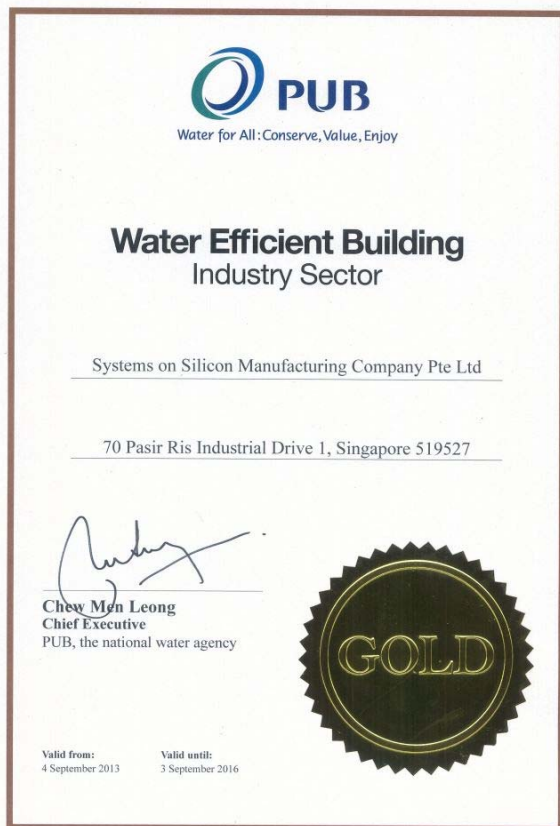 PUB
Water for All: Conserve, Value, Enjoy
Water Efficient Building
Industry Sector
Systems on Silicon Manufacturing Company Pte Ltd
70 Pasir Ris Industrial Drive 1, Singapore 519527
Chew Men Leong
Chief Executive
PUB, the national water agency
GOLD
Valid from:
4 September 2013
Valid until:
3 September 2016